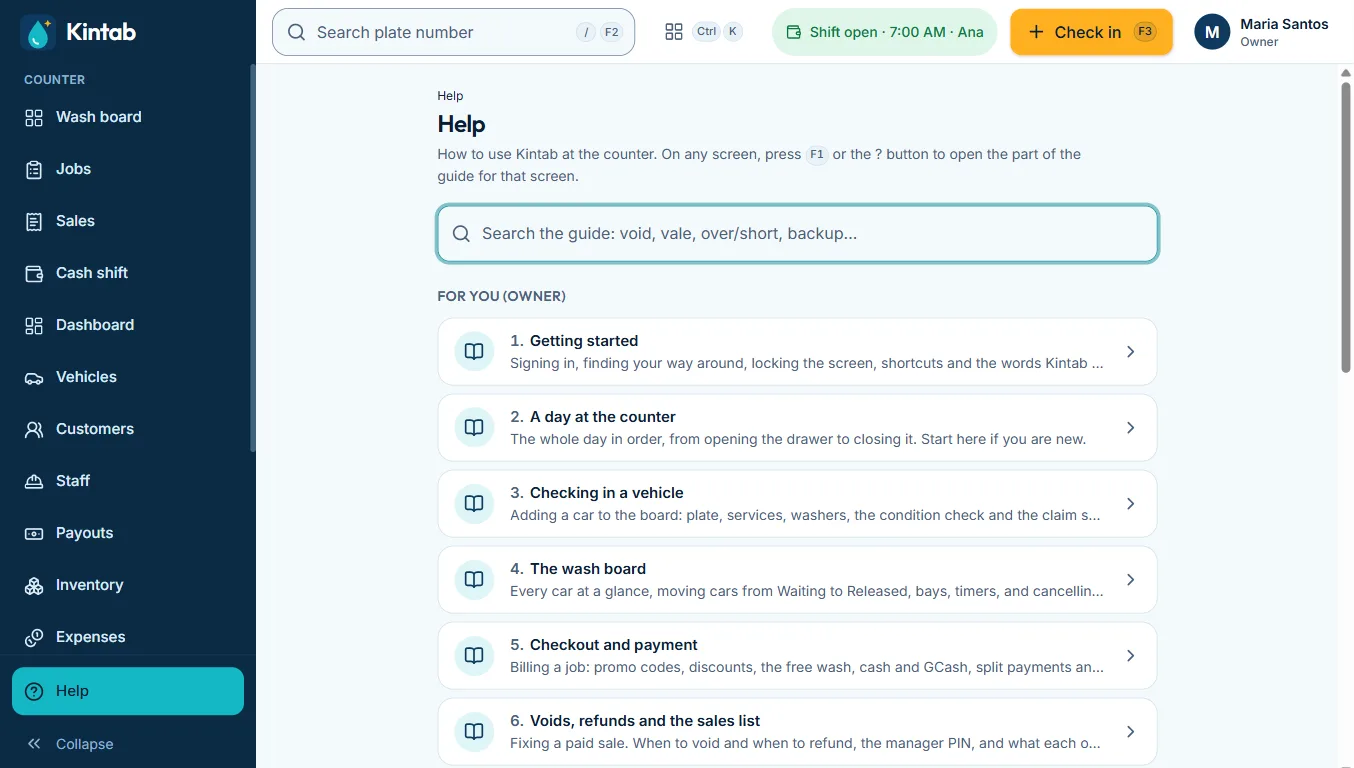 Kintab
Search plate number / F2
Ctrl K
Shift open · 7:00 AM · Ana
+ Check in F3
M
Maria Santos
Owner
COUNTER
Wash board
Jobs
Sales
Cash shift
Dashboard
Vehicles
Customers
Staff
Payouts
Inventory
Expenses
Help
Collapse
Help
Help
How to use Kintab at the counter. On any screen, press F1 or the ? button to open the part of the
guide for that screen.
Search the guide: void, vale, over/short, backup...
FOR YOU (OWNER)
1. Getting started
Signing in, finding your way around, locking the screen, shortcuts and the words Kintab ...
2. A day at the counter
The whole day in order, from opening the drawer to closing it. Start here if you are new.
3. Checking in a vehicle
Adding a car to the board: plate, services, washers, the condition check and the claim s...
4. The wash board
Every car at a glance, moving cars from Waiting to Released, bays, timers, and cancellin...
5. Checkout and payment
Billing a job: promo codes, discounts, the free wash, cash and GCash, split payments an...
6. Voids, refunds and the sales list
Fixing a paid sale. When to void and when to refund, the manager PIN, and what each o...